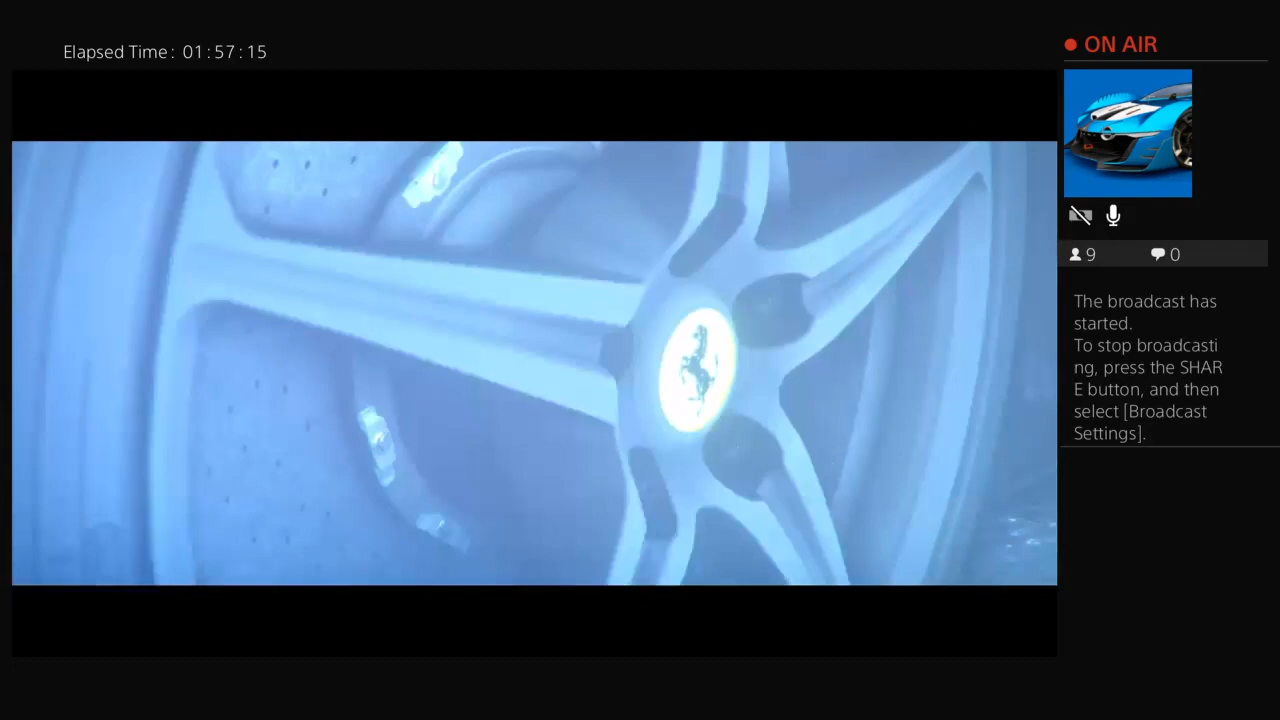 Elapsed Time: 01:57:15
ON AIR
9 0
The broadcast has
started.
To stop broadcasti
ng, press the SHAR
E button, and then
select [Broadcast
Settings].